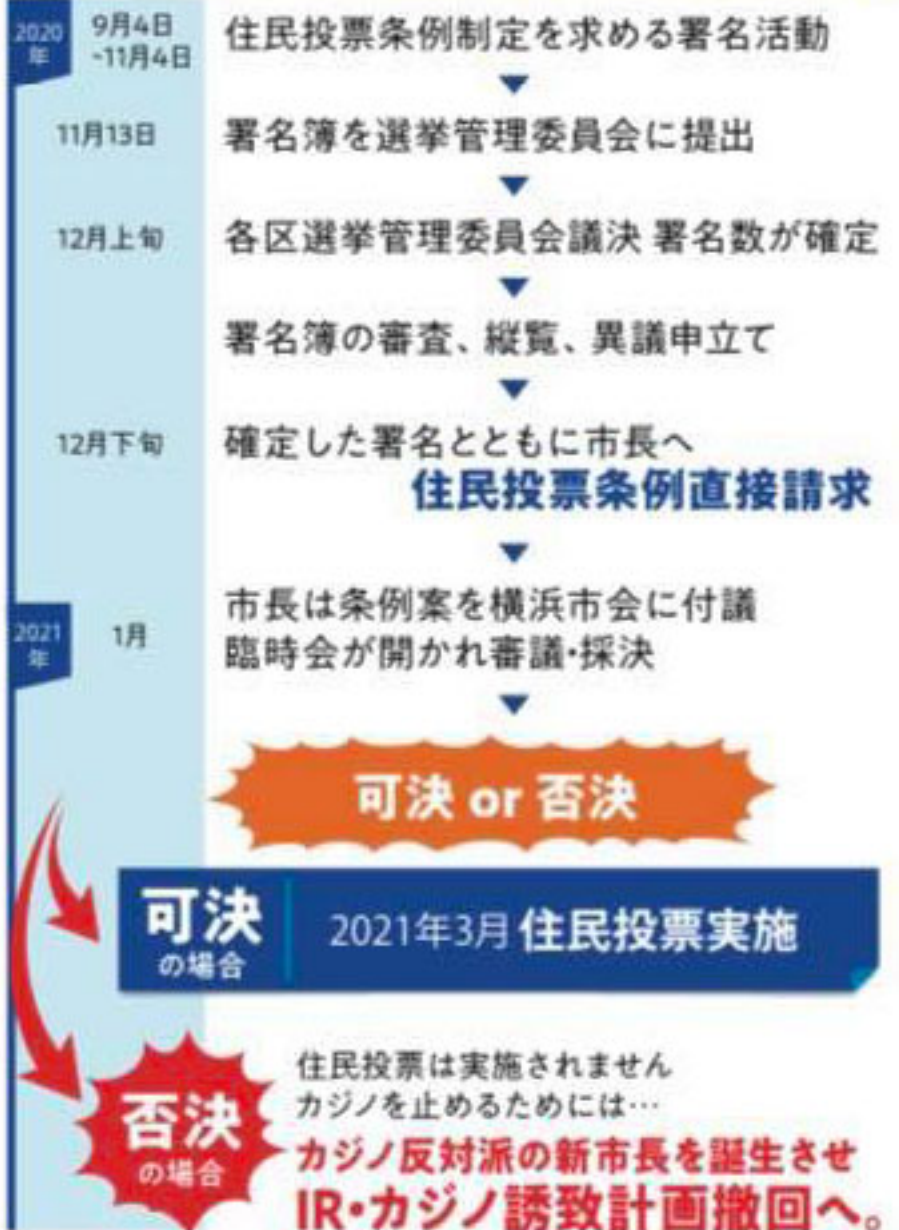 2020年
9月4日
~11月4日
住民投票条例制定を求める署名活動
11月13日
署名簿を選挙管理委員会に提出
12月上旬
各区選挙管理委員会議決 署名数が確定
署名簿の審査、縦覧、異議申立て
12月下旬
確定した署名とともに市長へ
住民投票条例直接請求
2021年
1月
市長は条例案を横浜市会に付議
臨時会が開かれ審議・採決
可決 or 否決
可決
の場合
2021年3月 住民投票実施
否決
の場合
住民投票は実施されません
カジノを止めるためには…
カジノ反対派の新市長を誕生させ
IR・カジノ誘致計画撤回へ。